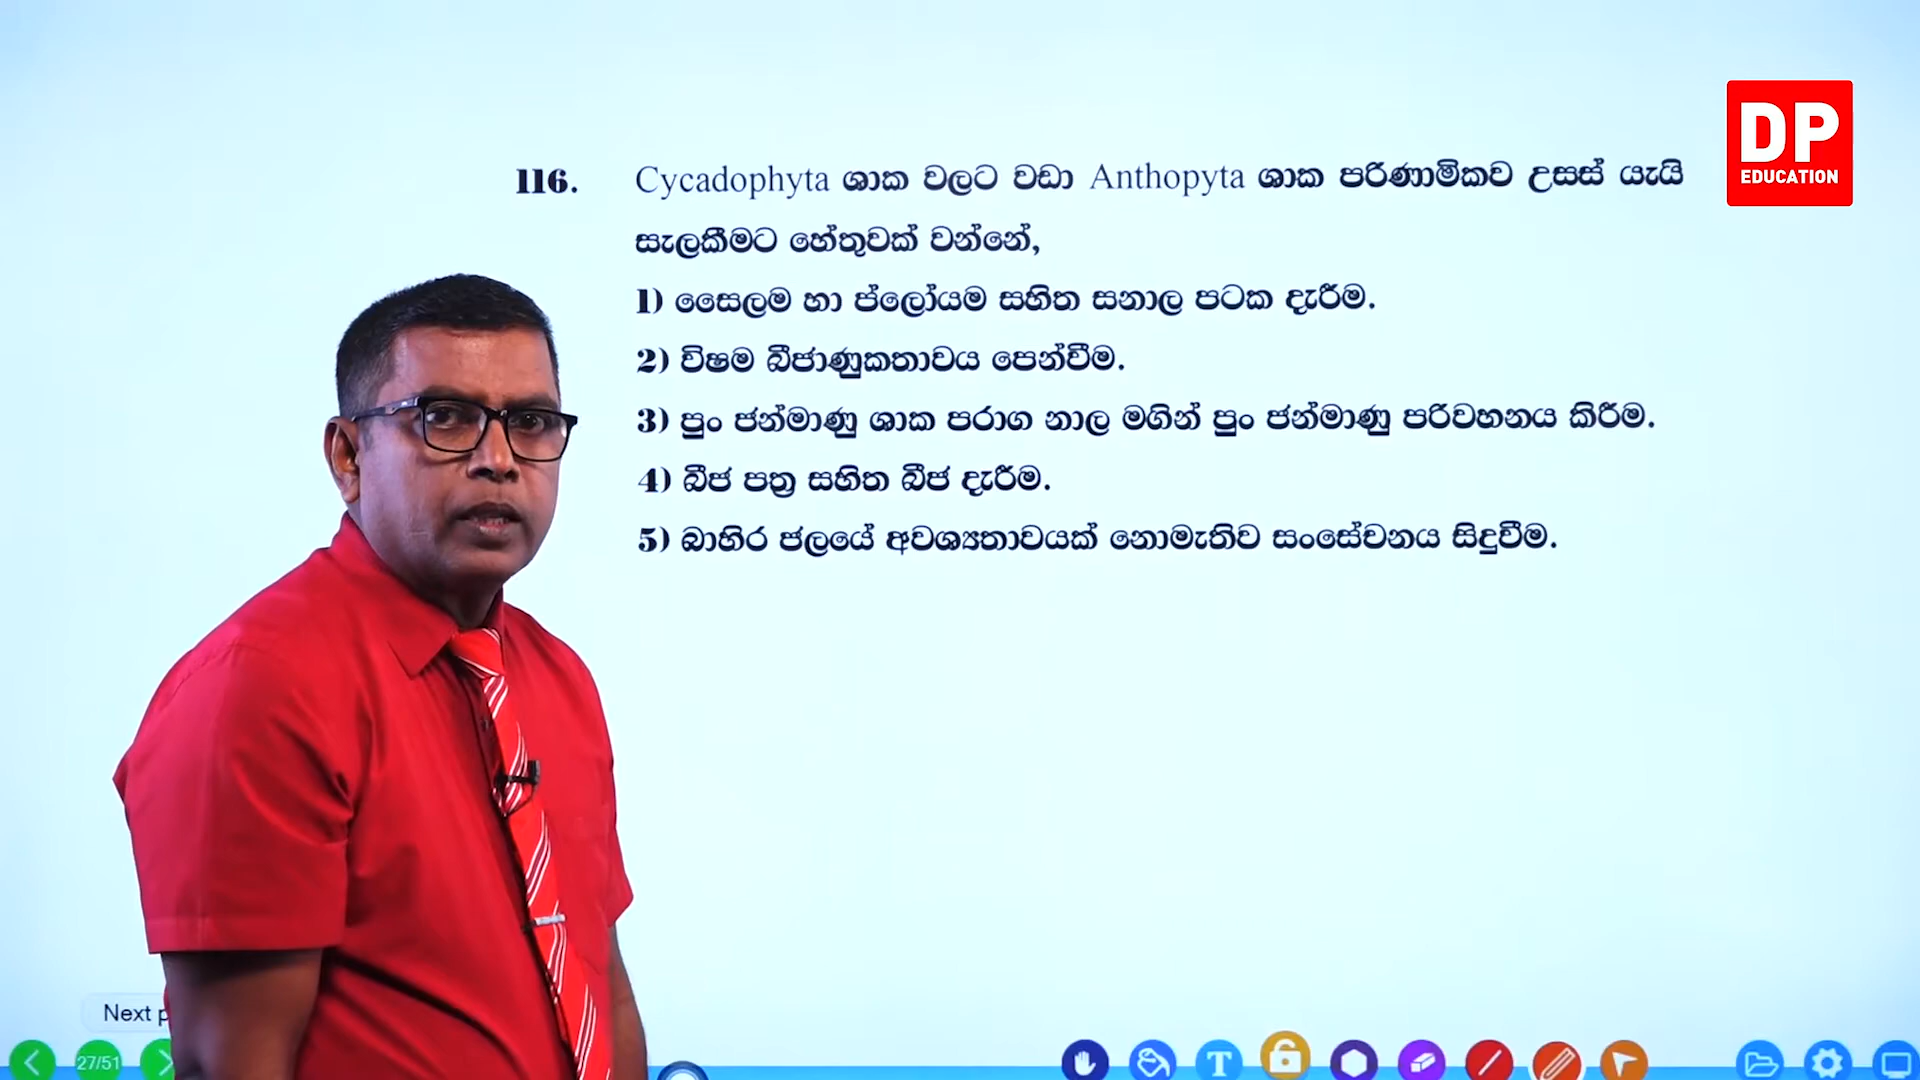 DP
EDUCATION
116. Cycadophyta ශාක වලට වඩා Anthopyta ශාක පරිණාමිකව උසස් යැයි
සැලකීමට හේතුවක් වන්නේ,
1) සෛලම හා ප්ලෝයම සහිත සනාල පටක දැරීම.
2) විෂම බීජාණුකතාවය පෙන්වීම.
3) පුං ජන්මාණු ශාක පරාග නාල මගින් පුං ජන්මාණු පරිවහනය කිරීම.
4) බීජ පත්‍ර සහිත බීජ දැරීම.
5) බාහිර ජලයේ අවශ්‍යතාවයක් නොමැතිව සංසේචනය සිදුවීම.
Next p
27/51
T